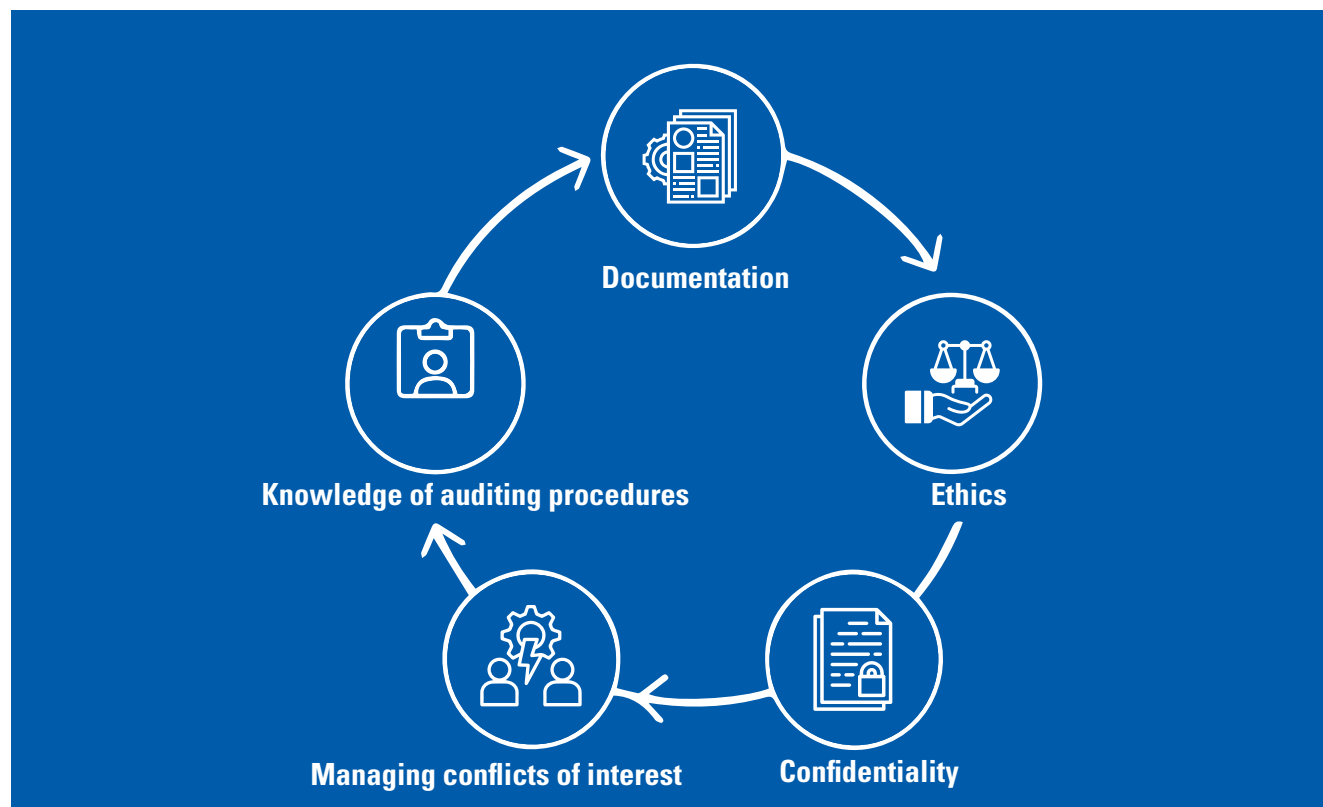 Documentation
Ethics
Confidentiality
Managing conflicts of interest
Knowledge of auditing procedures